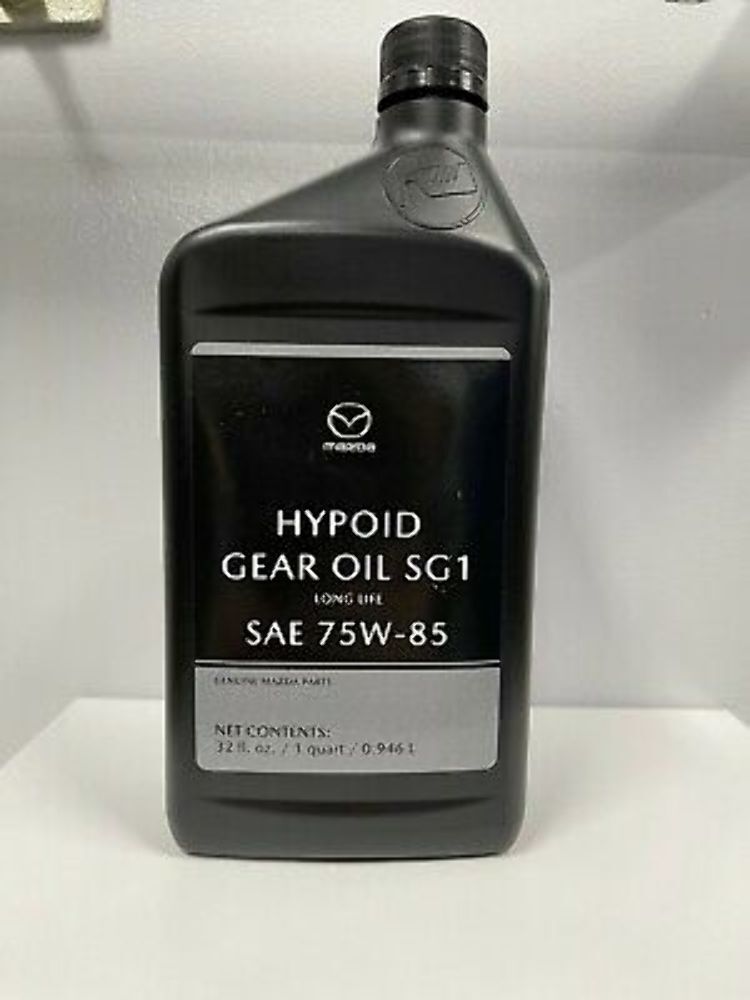 mazda
HYPOID
GEAR OIL SG1
LONG LIFE
SAE 75W-85
GENUINE MAZDA PARTS
NET CONTENTS:
32 fl. oz. / 1 quart / 0.946 L